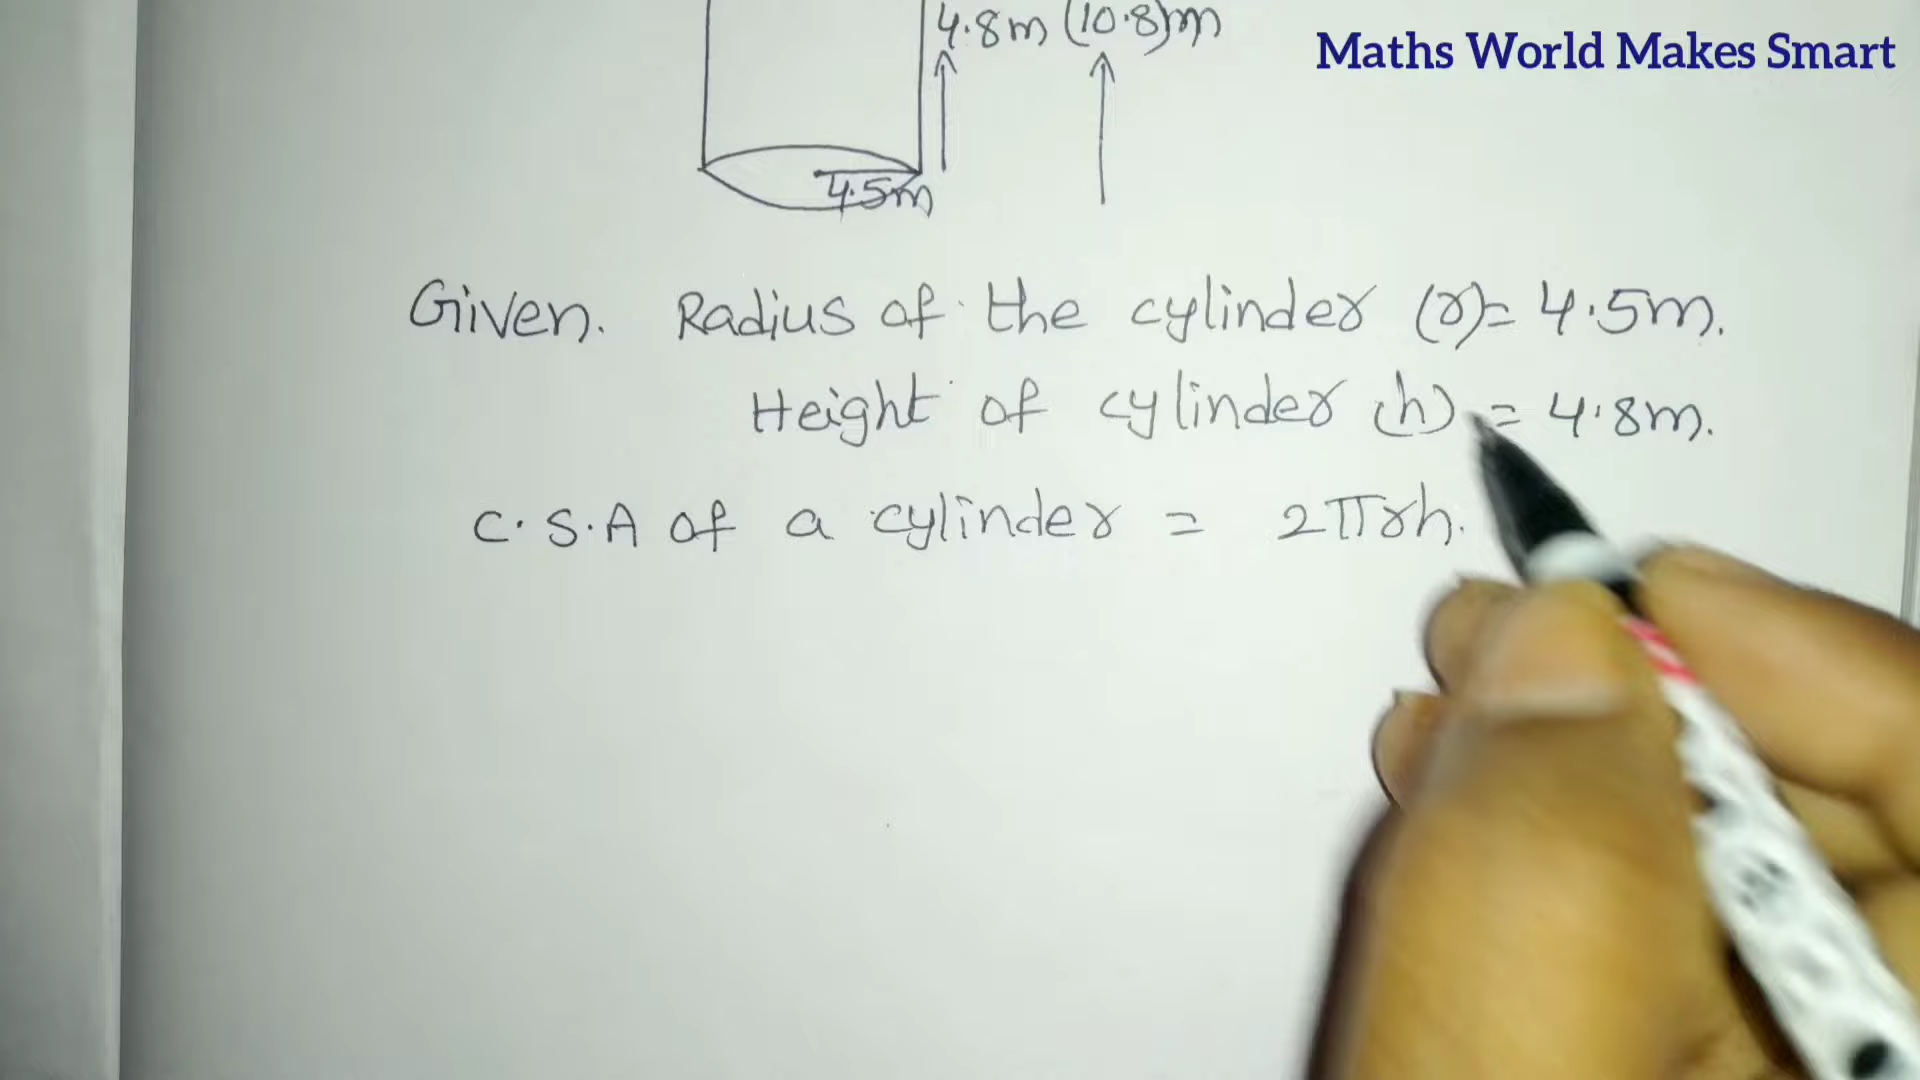 4.8m (10.8)m
Maths World Makes Smart
4.5m
Given. Radius of the cylinder (r)= 4.5m.
Height of cylinder (h) = 4.8m.
C.S.A of a cylinder = 2πrh.